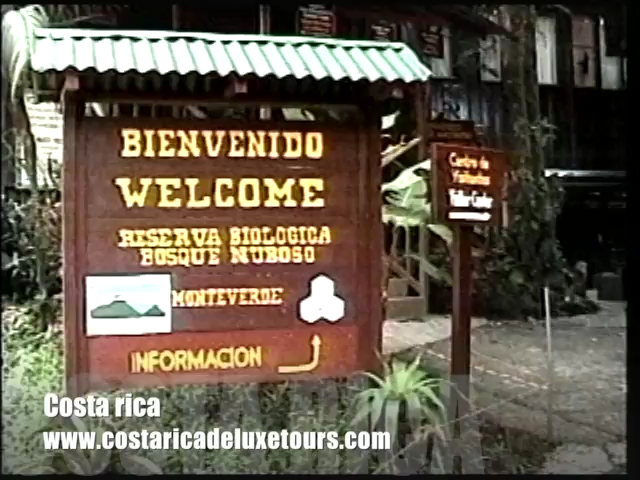 BIENVENIDO
WELCOME
RESERVA BIOLOGICA
BOSQUE NUBOSO
MONTEVERDE
INFORMACION
Centro de
Visitantes
Visitor Center
Costa rica
www.costaricadeluxetours.com